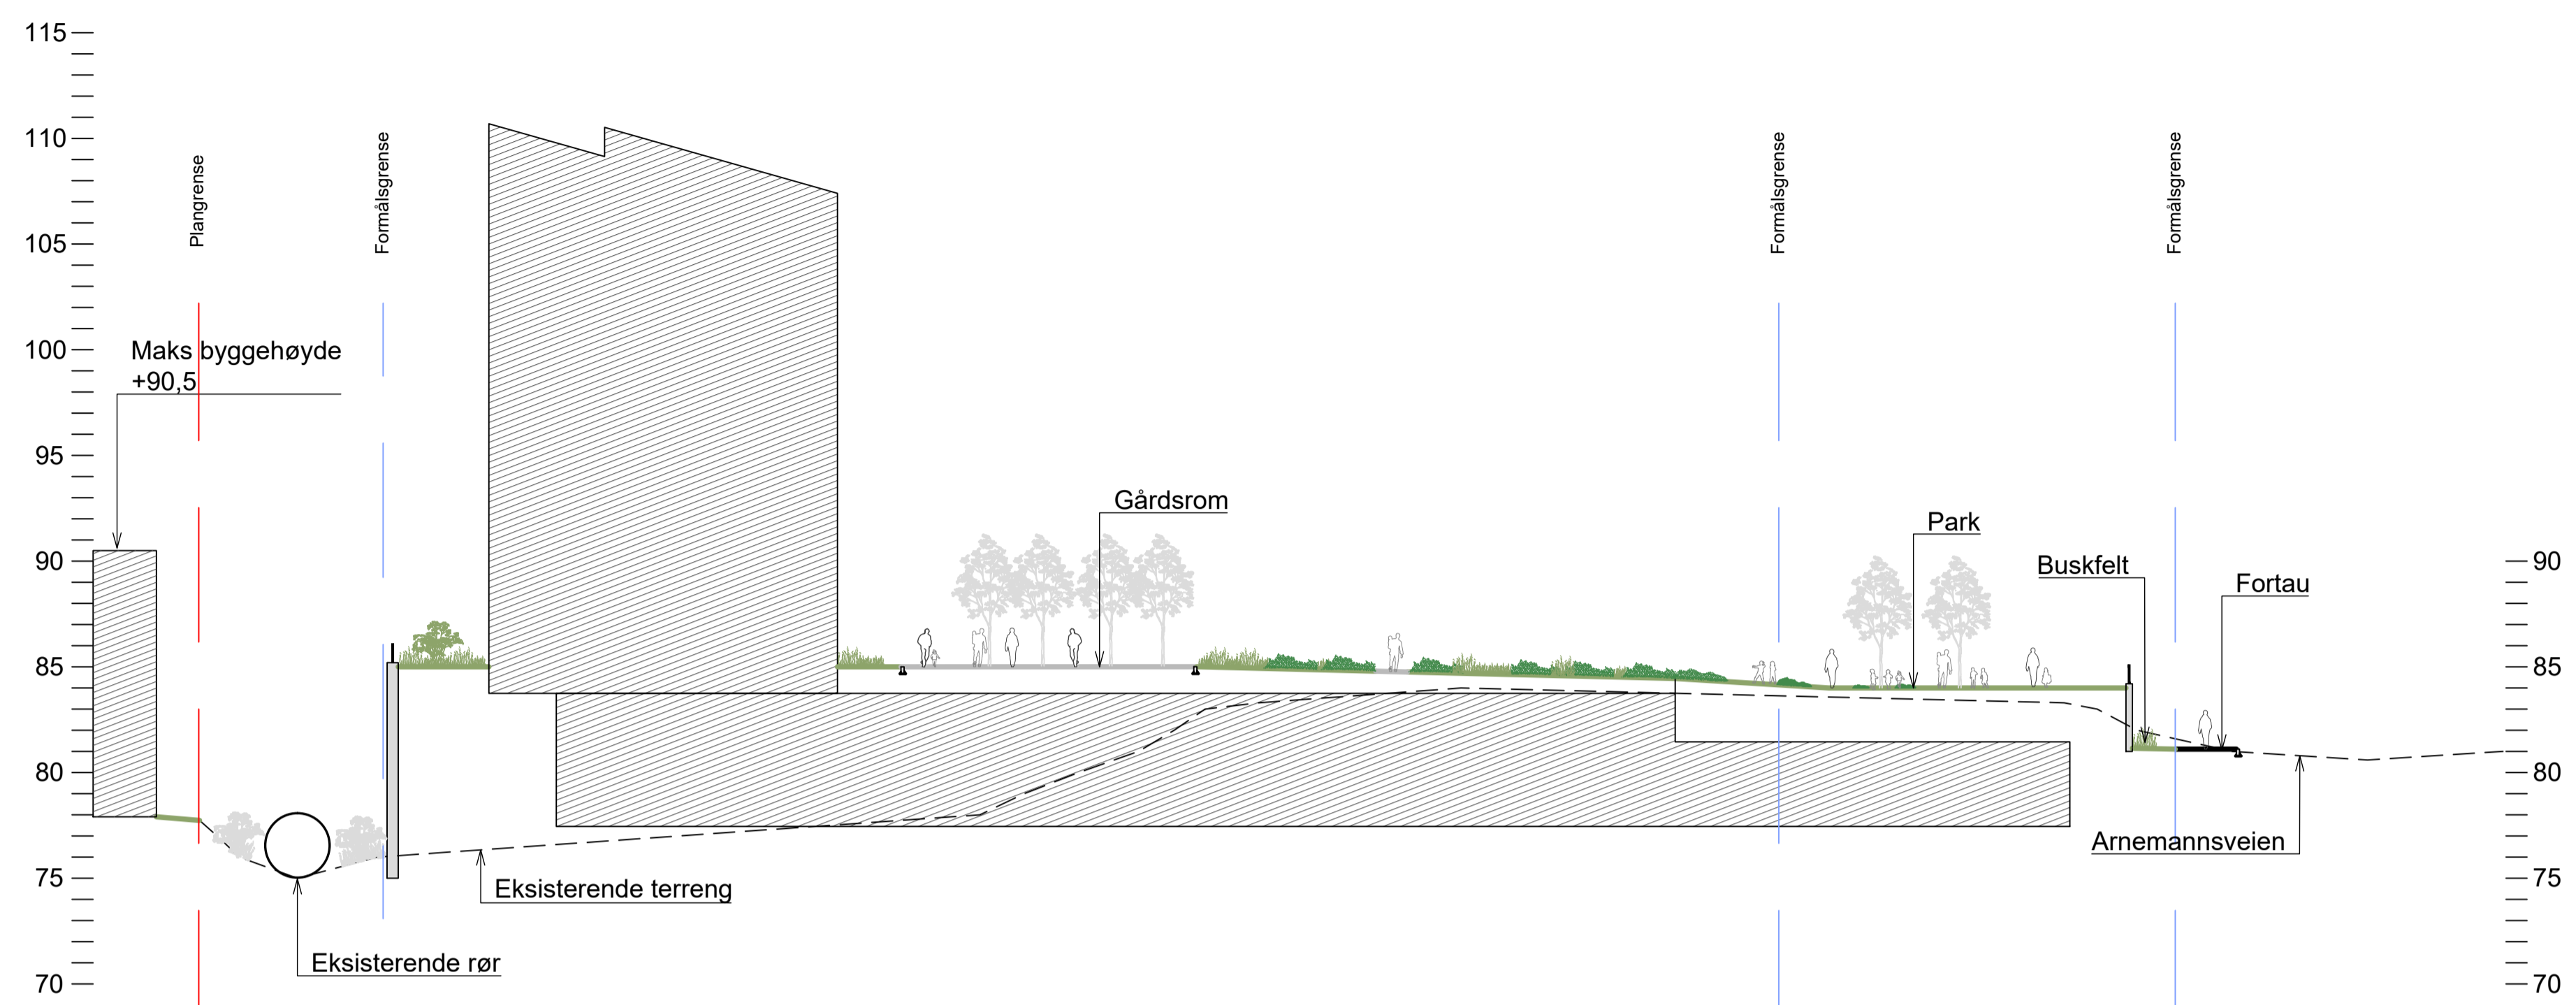 115
110
105
100
95
90
85
80
75
70
Plangrense
Formålsgrense
Formålsgrense
Formålsgrense
Maks byggehøyde
+90,5
Gårdsrom
Park
Buskfelt
Fortau
Arnemannsveien
Eksisterende terreng
Eksisterende rør
90
85
80
75
70